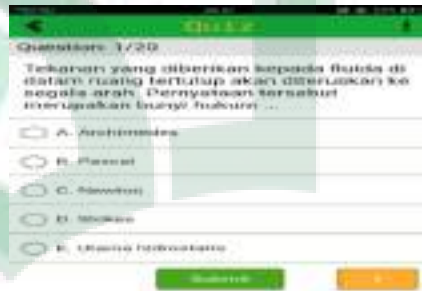 Quiz
Question: 1/20
Tekanan yang diberikan kepada fluida di
dalam ruang tertutup akan diteruskan ke
segala arah. Pernyataan tersebut
merupakan bunyi hukum ...
A. Archimedes
B. Pascal
C. Newton
D. Stokes
E. Utama hidrostatis
Submit